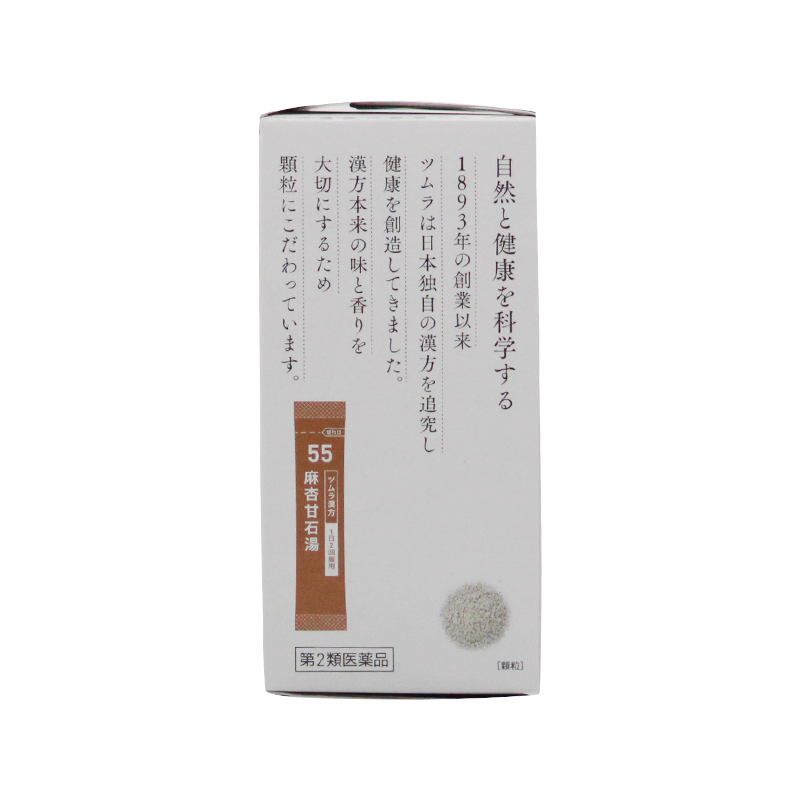 自然と健康を科学する
1893年の創業以来
ツムラは日本独自の漢方を追究し
健康を創造してきました。
漢方本来の味と香りを
大切にするため
顆粒にこだわっています。
55
ツムラ漢方
麻杏甘石湯
1日2回服用
第2類医薬品
[顆粒]